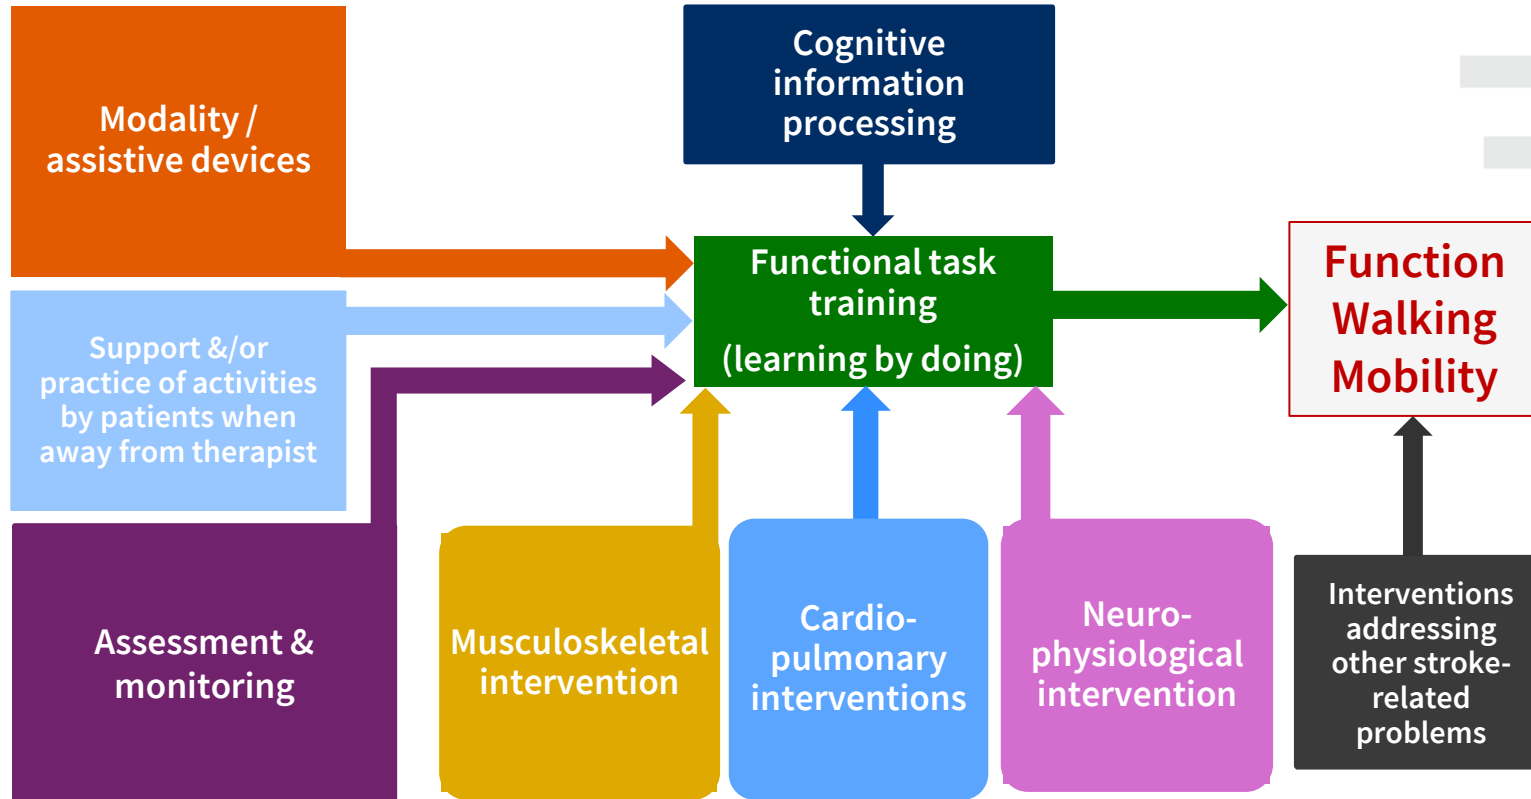 Modality /
assistive devices
Cognitive
information
processing
Functional task
training
(learning by doing)
Function
Walking
Mobility
Support &/or
practice of activities
by patients when
away from therapist
Assessment &
monitoring
Musculoskeletal
intervention
Cardio-
pulmonary
interventions
Neuro-
physiological
intervention
Interventions
addressing
other stroke-
related
problems